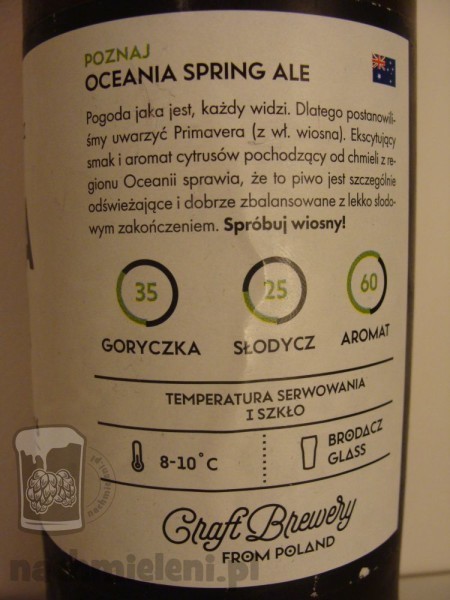 POZNAJ
OCEANIA SPRING ALE
Pogoda jaka jest, każdy widzi. Dlatego postanowili-
śmy uwarzyć Primavera (z wł. wiosna). Ekscytujący
smak i aromat cytrusów pochodzący od chmieli z re-
gionu Oceanii sprawia, że to piwo jest szczególnie
odświeżające i dobrze zbalansowane z lekko słodo-
wym zakończeniem. Spróbuj wiosny!
35
25
60
GORYCZKA
SŁODYCZ
AROMAT
TEMPERATURA SERWOWANIA
I SZKŁO
8-10°C
BRODACZ
GLASS
Craft Brewery
FROM POLAND
nachmieleni.pl